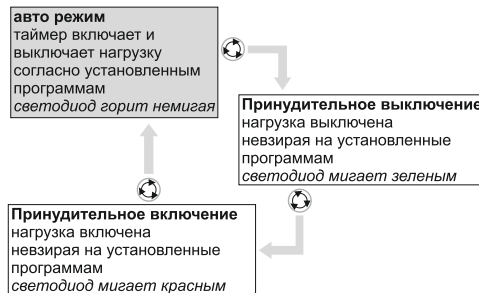 авто режим
таймер включает и
выключает нагрузку
согласно установленным
программам
светодиод горит немигая
Принудительное выключение
нагрузка выключена
невзирая на установленные
программам
светодиод мигает зеленым
Принудительное включение
нагрузка включена
невзирая на установленные
программам
светодиод мигает красным